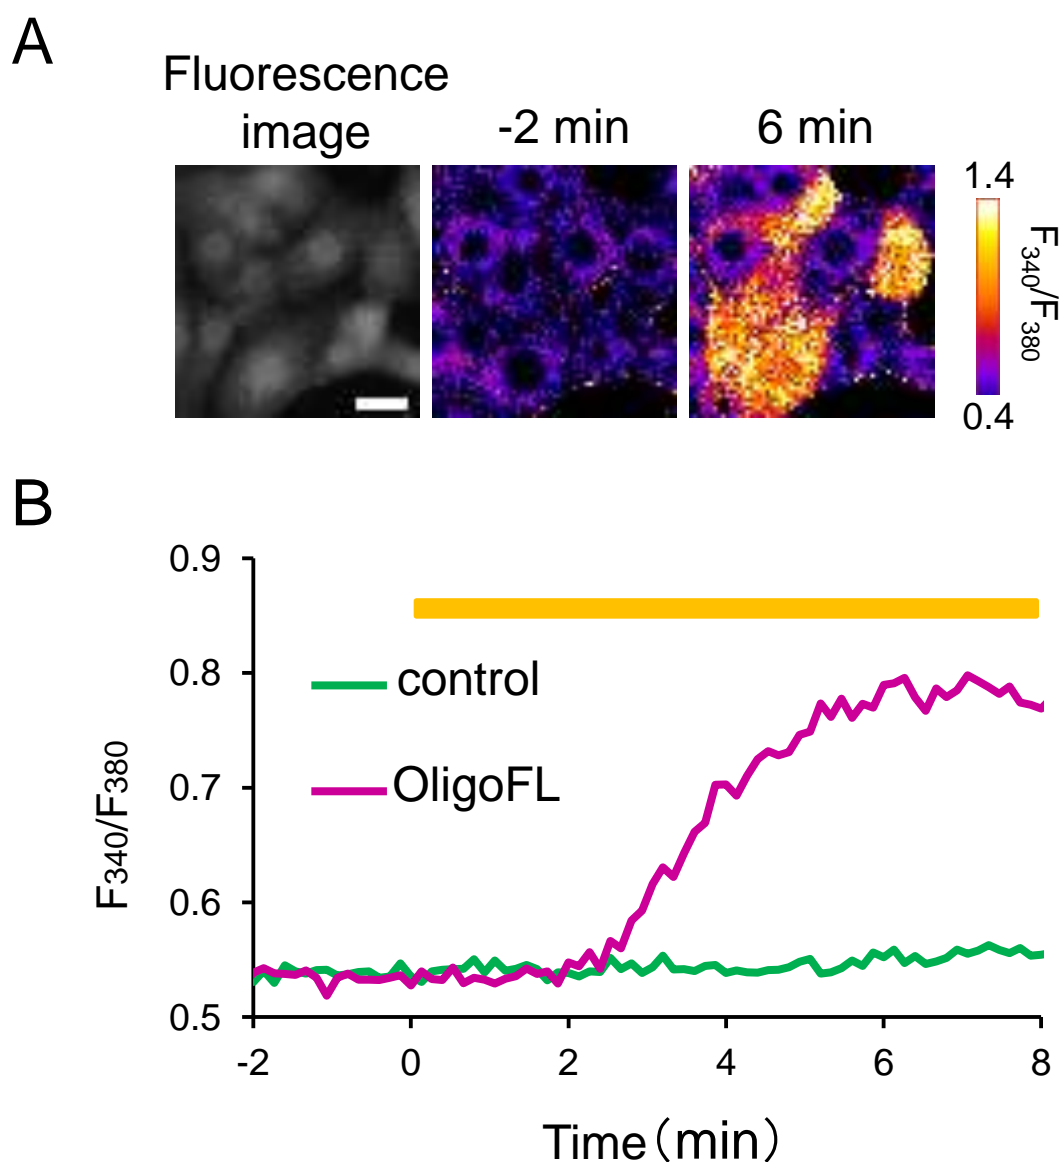 A
Fluorescence
image
-2 min
6 min
1.4
F340/F380
0.4
B
0.9
0.8
0.7
0.6
0.5
F340/F380
control
OligoFL
-2
0
2
4
6
8
Time（min）